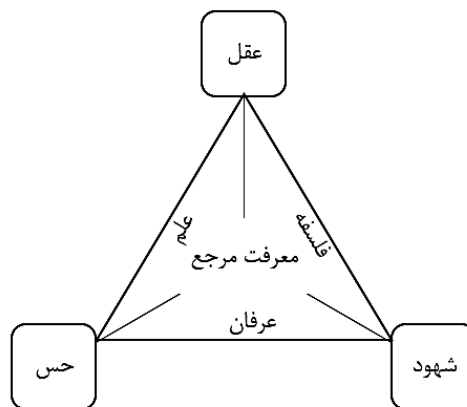 عقل
علم
فلسفه
معرفت مرجع
عرفان
شهود
حس